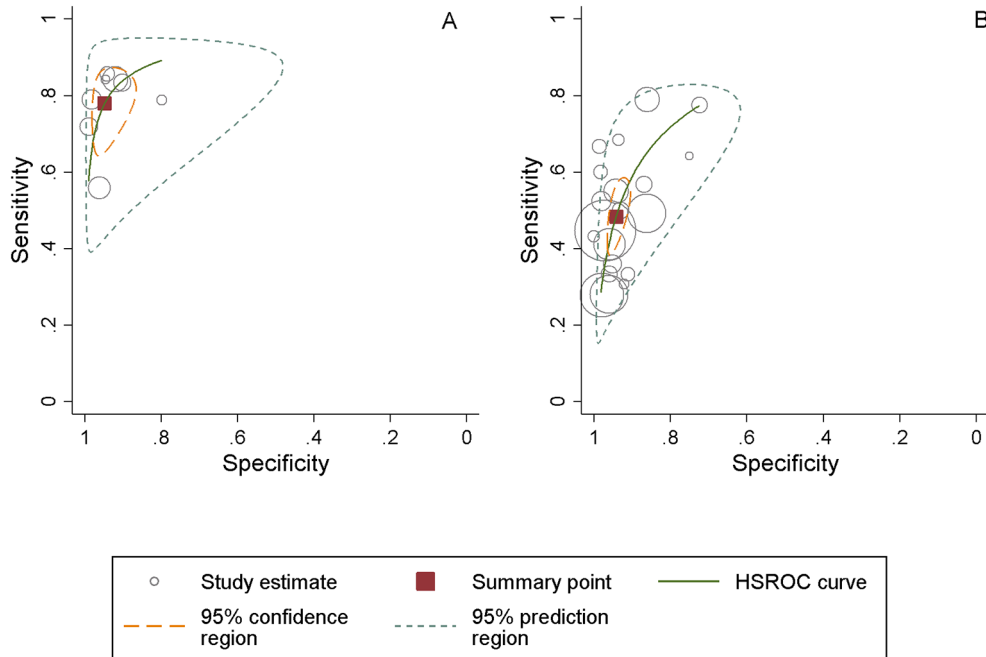 A
1
.8
.6
.4
.2
0
Sensitivity
1 .8 .6 .4 .2 0
Specificity
B
1
.8
.6
.4
.2
0
Sensitivity
1 .8 .6 .4 .2 0
Specificity
Study estimate
Summary point
HSROC curve
95% confidence
region
95% prediction
region